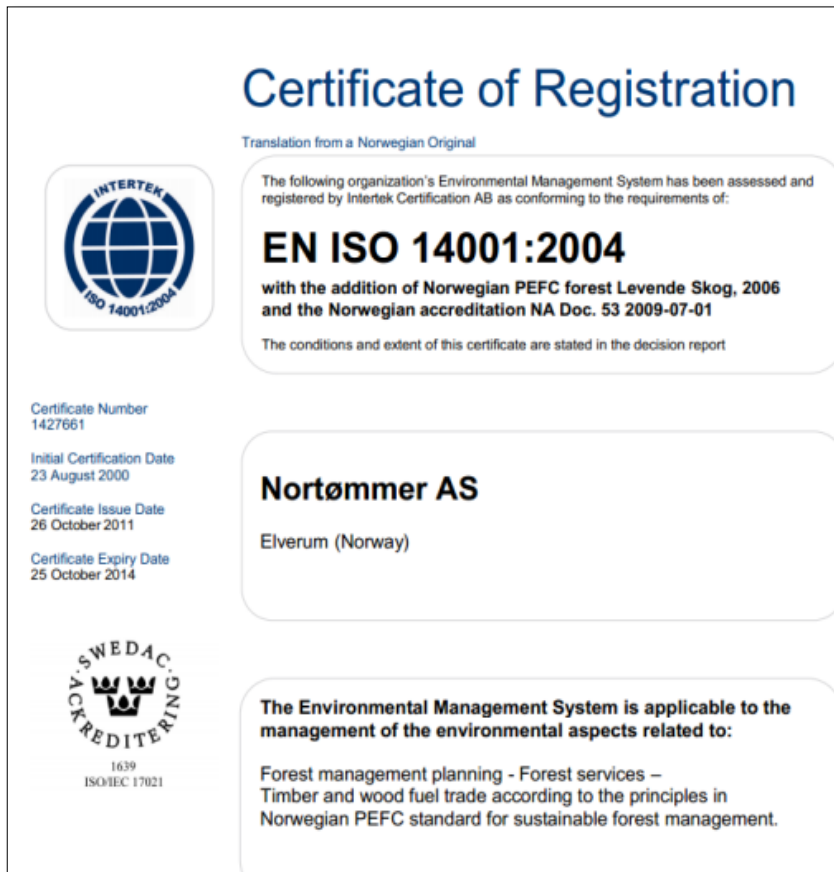 Certificate of Registration
Translation from a Norwegian Original
INTERTEK
ISO 14001:2004
The following organization's Environmental Management System has been assessed and
registered by Intertek Certification AB as conforming to the requirements of:
EN ISO 14001:2004
with the addition of Norwegian PEFC forest Levende Skog, 2006
and the Norwegian accreditation NA Doc. 53 2009-07-01
The conditions and extent of this certificate are stated in the decision report
Certificate Number
1427661
Initial Certification Date
23 August 2000
Certificate Issue Date
26 October 2011
Certificate Expiry Date
25 October 2014
Nortømmer AS
Elverum (Norway)
SWEDAC
ACKREDITERING
1639
ISO/IEC 17021
The Environmental Management System is applicable to the
management of the environmental aspects related to:
Forest management planning - Forest services –
Timber and wood fuel trade according to the principles in
Norwegian PEFC standard for sustainable forest management.